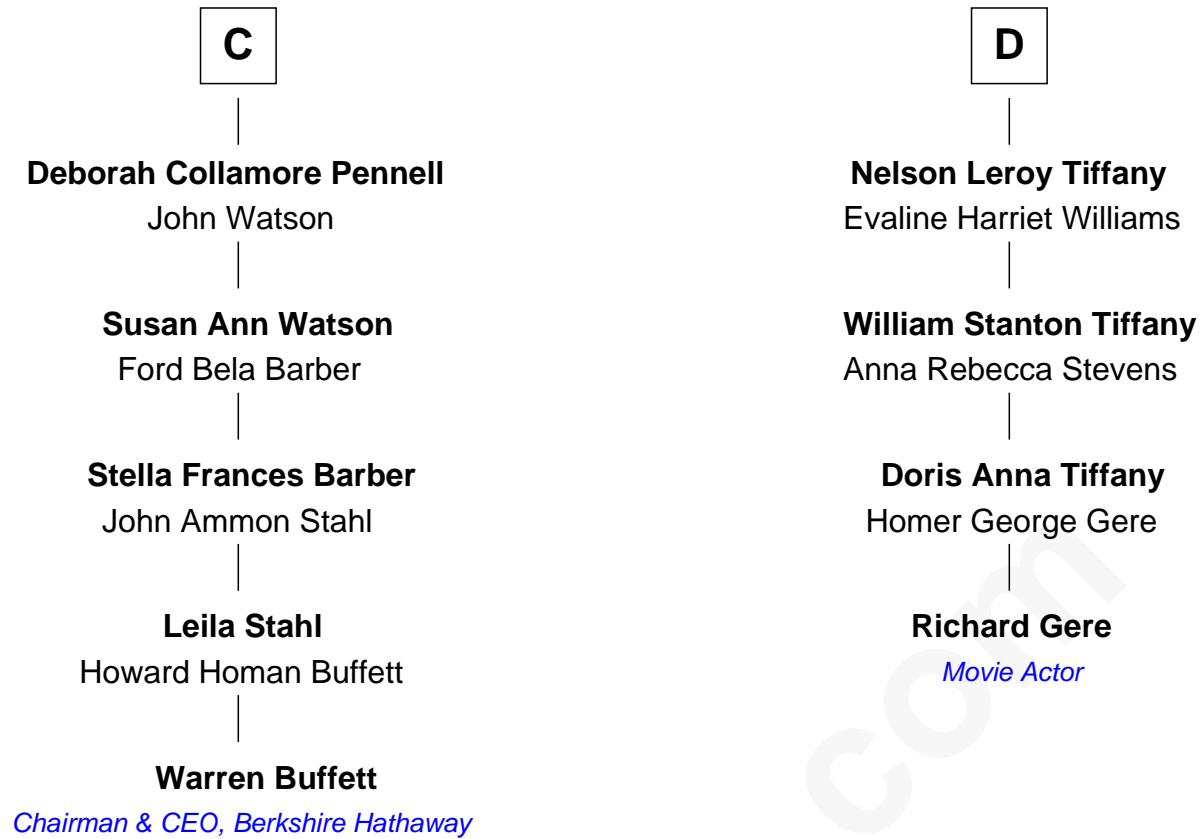 C
Deborah Collamore Pennell
John Watson
Susan Ann Watson
Ford Bela Barber
Stella Frances Barber
John Ammon Stahl
Leila Stahl
Howard Homan Buffett
Warren Buffett
Chairman & CEO, Berkshire Hathaway
D
Nelson Leroy Tiffany
Evaline Harriet Williams
William Stanton Tiffany
Anna Rebecca Stevens
Doris Anna Tiffany
Homer George Gere
Richard Gere
Movie Actor
com